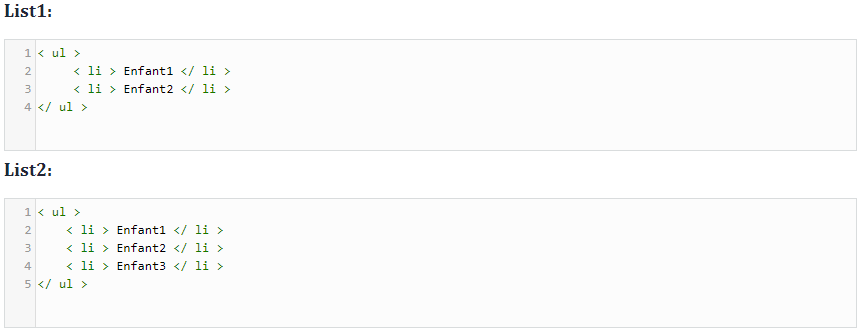 List1:
1 < ul >
2 < li > Enfant1 </ li >
3 < li > Enfant2 </ li >
4 </ ul >
List2:
1 < ul >
2 < li > Enfant1 </ li >
3 < li > Enfant2 </ li >
4 < li > Enfant3 </ li >
5 </ ul >